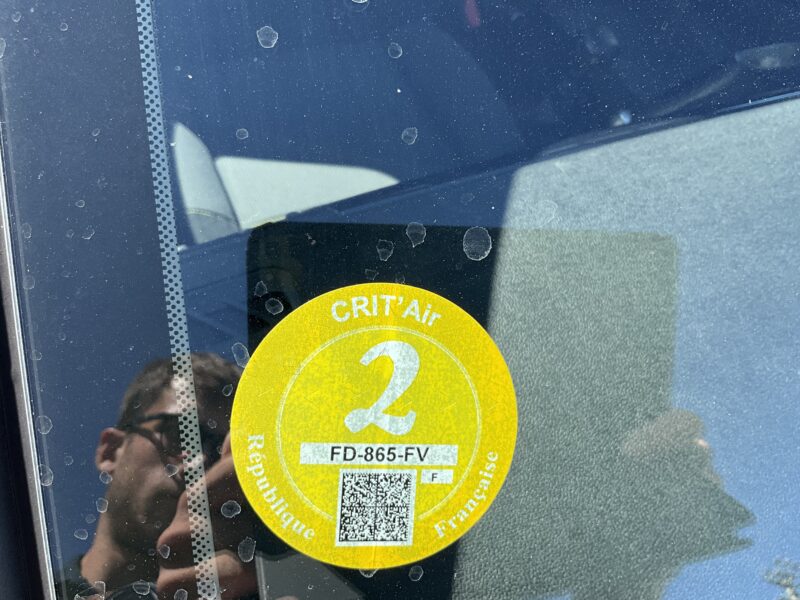 CRIT'Air
2
FD-865-FV
F
République Française